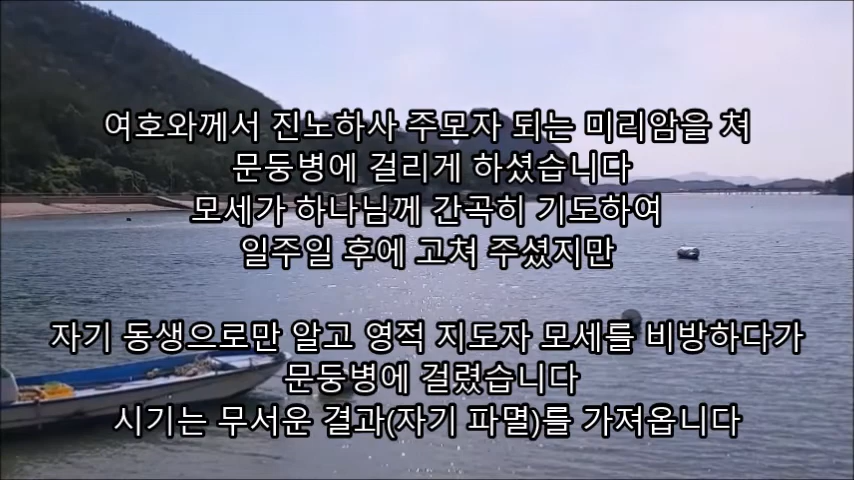 여호와께서 진노하사 주모자 되는 미리암을 쳐
문둥병에 걸리게 하셨습니다
모세가 하나님께 간곡히 기도하여
일주일 후에 고쳐 주셨지만
자기 동생으로만 알고 영적 지도자 모세를 비방하다가
문둥병에 걸렸습니다
시기는 무서운 결과(자기 파멸)를 가져옵니다